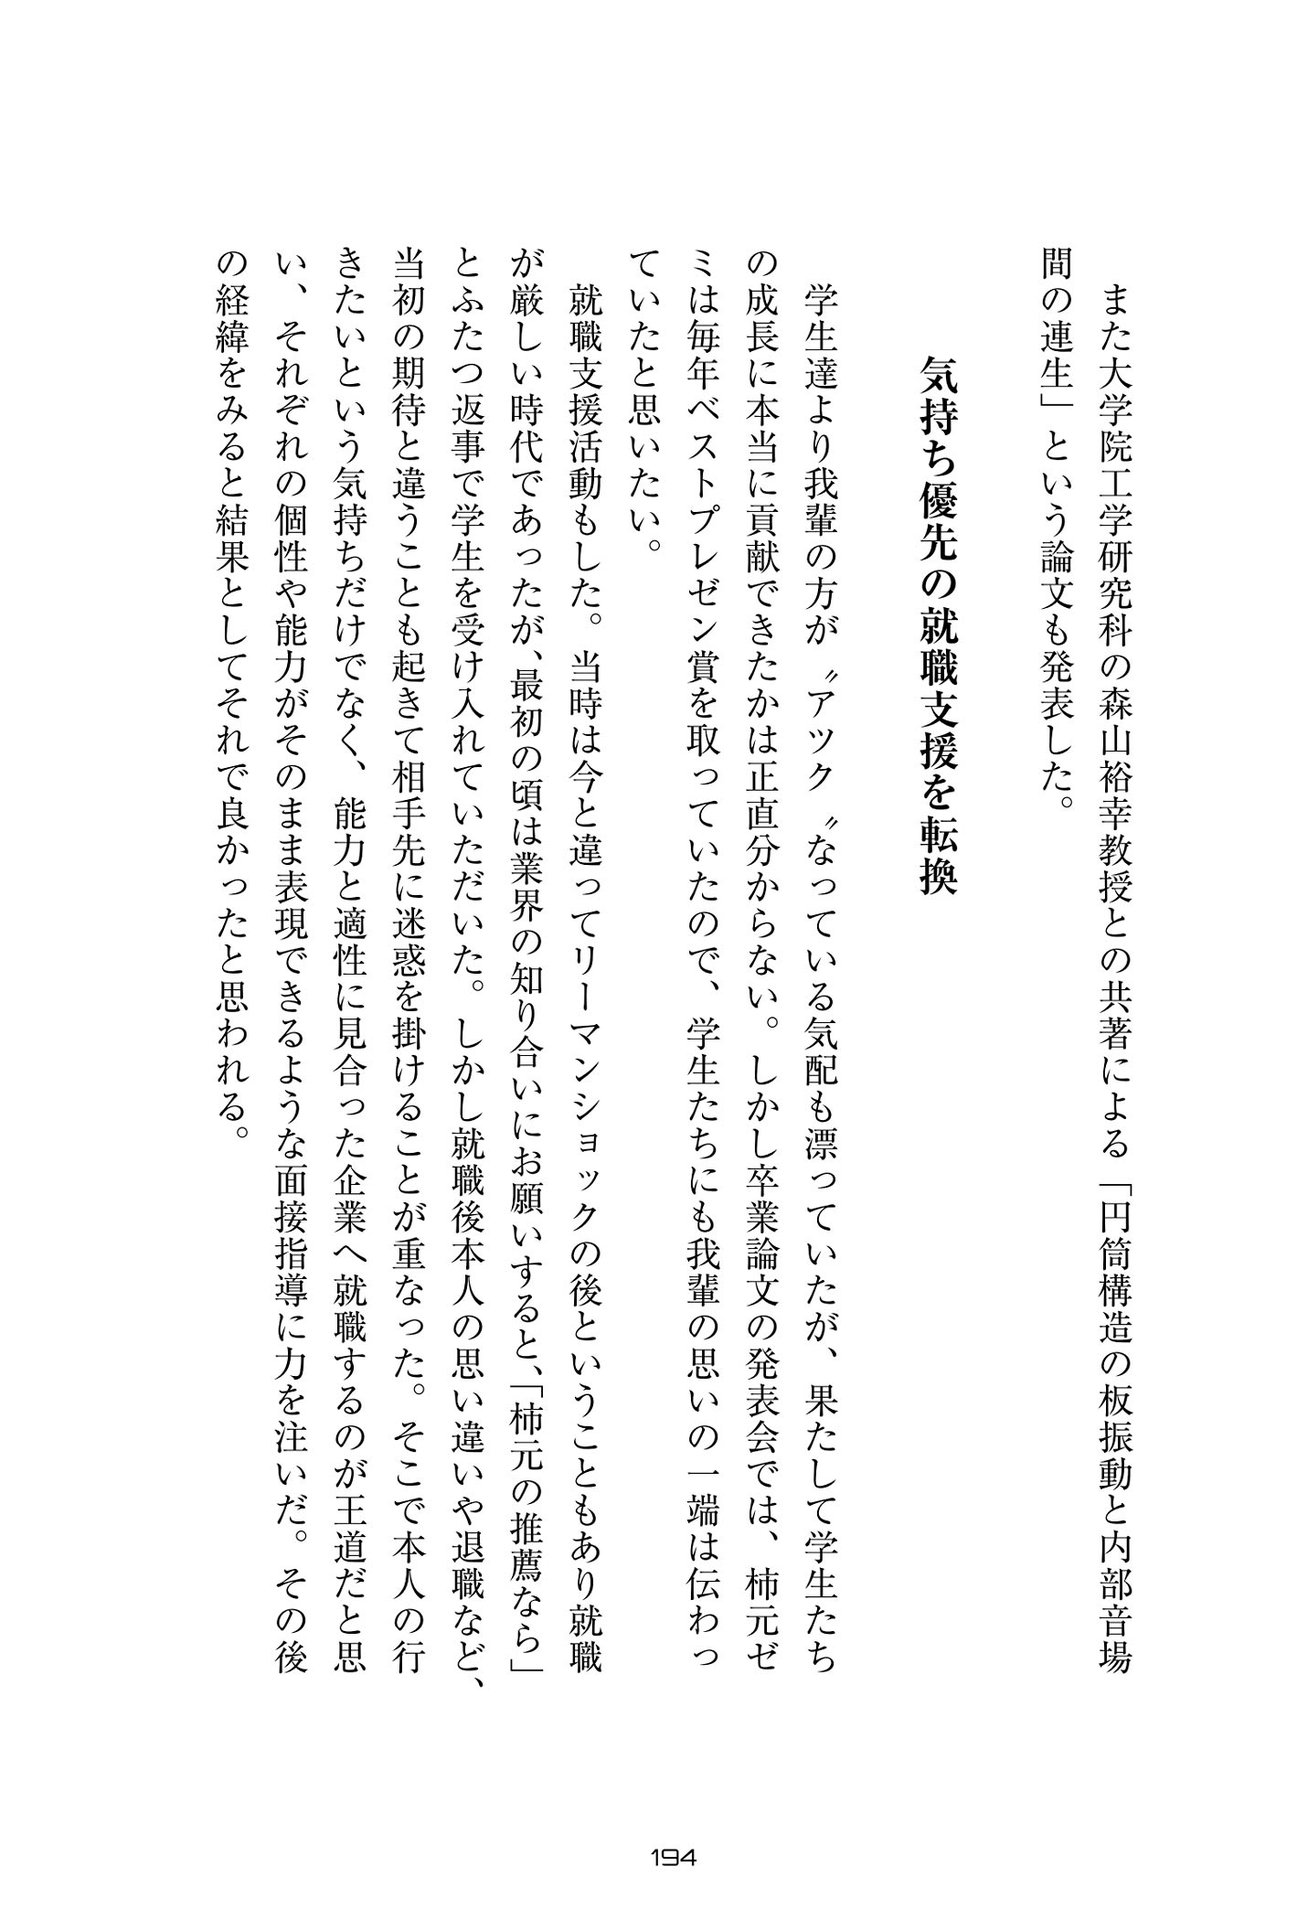 また大学院工学研究科の森山裕幸教授との共著による「円筒構造の板振動と内部音場
間の連生」という論文も発表した。
気持ち優先の就職支援を転換
　学生達より我輩の方が〝アツク〟なっている気配も漂っていたが、果たして学生たち
の成長に本当に貢献できたかは正直分からない。しかし卒業論文の発表会では、柿元ゼ
ミは毎年ベストプレゼン賞を取っていたので、学生たちにも我輩の思いの一端は伝わっ
ていたと思いたい。
　就職支援活動もした。当時は今と違ってリーマンショックの後ということもあり就職
が厳しい時代であったが、最初の頃は業界の知り合いにお願いすると、「柿元の推薦なら」
とふたつ返事で学生を受け入れていただいた。しかし就職後本人の思い違いや退職など、
当初の期待と違うことも起きて相手先に迷惑を掛けることが重なった。そこで本人の行
きたいという気持ちだけでなく、能力と適性に見合った企業へ就職するのが王道だと思
い、それぞれの個性や能力がそのまま表現できるような面接指導に力を注いだ。その後
の経緯をみると結果としてそれで良かったと思われる。
194